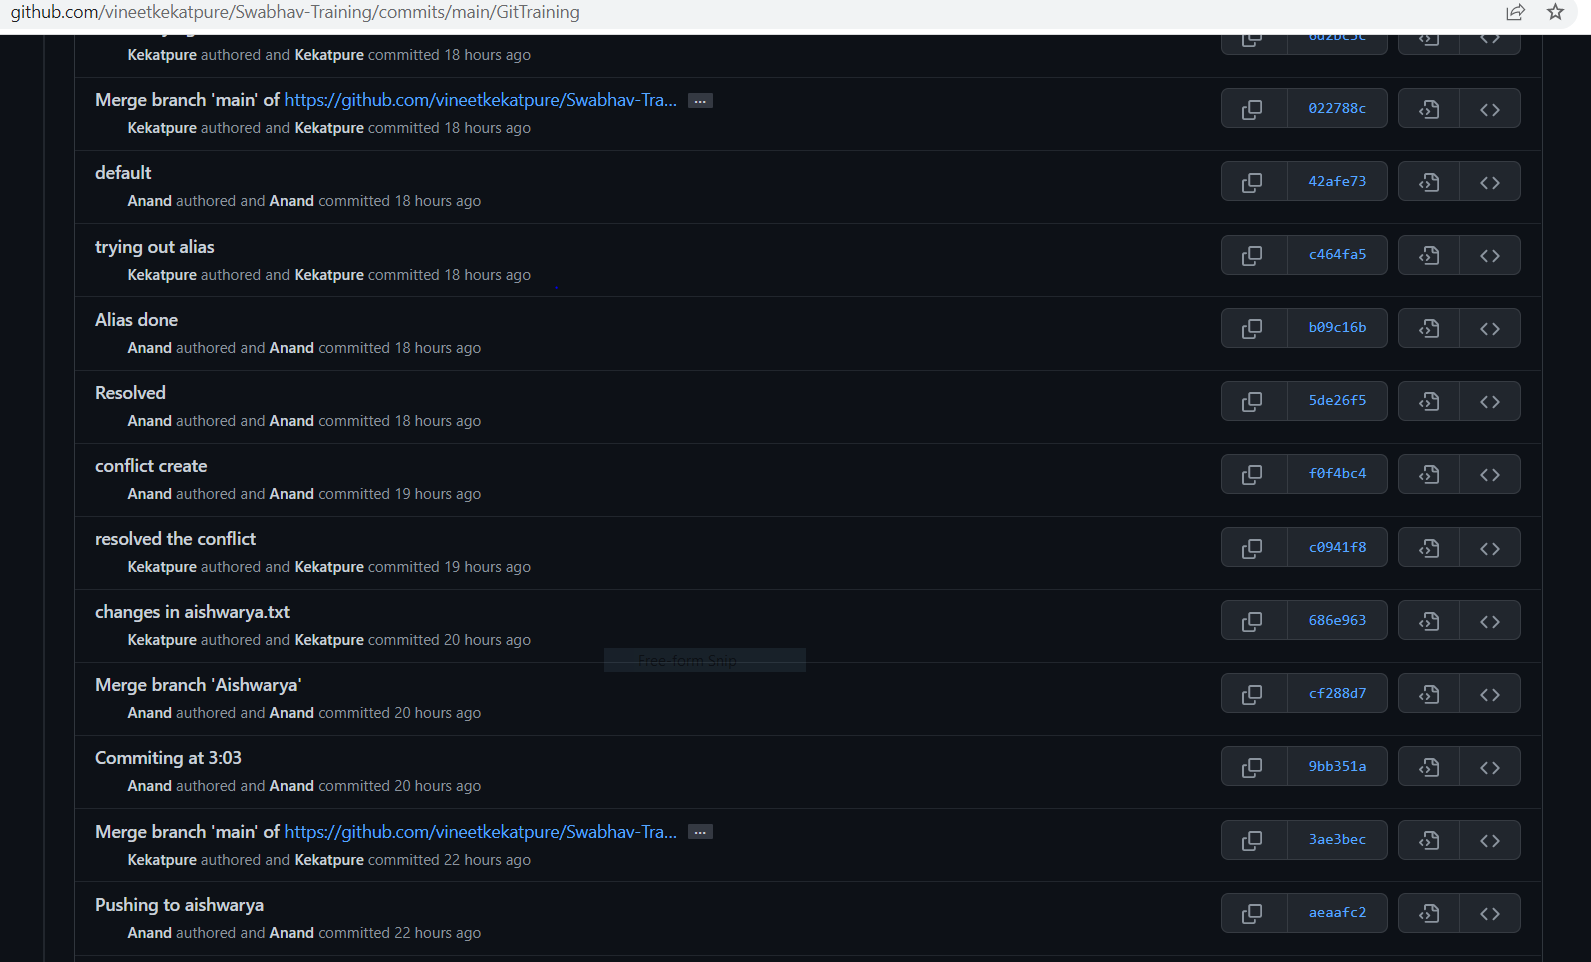 github.com/vineetkekatpure/Swabhav-Training/commits/main/GitTraining
Kekatpure authored and Kekatpure committed 18 hours ago
Merge branch 'main' of https://github.com/vineetkekatpure/Swabhav-Tra... ...
022788c
Kekatpure authored and Kekatpure committed 18 hours ago
default
42afe73
Anand authored and Anand committed 18 hours ago
trying out alias
c464fa5
Kekatpure authored and Kekatpure committed 18 hours ago
Alias done
b09c16b
Anand authored and Anand committed 18 hours ago
Resolved
5de26f5
Anand authored and Anand committed 18 hours ago
conflict create
f0f4bc4
Anand authored and Anand committed 19 hours ago
resolved the conflict
c0941f8
Kekatpure authored and Kekatpure committed 19 hours ago
changes in aishwarya.txt
686e963
Kekatpure authored and Kekatpure committed 20 hours ago
Free-form Snip
Merge branch 'Aishwarya'
cf288d7
Anand authored and Anand committed 20 hours ago
Commiting at 3:03
9bb351a
Anand authored and Anand committed 20 hours ago
Merge branch 'main' of https://github.com/vineetkekatpure/Swabhav-Tra... ...
3ae3bec
Kekatpure authored and Kekatpure committed 22 hours ago
Pushing to aishwarya
aeaafc2
Anand authored and Anand committed 22 hours ago